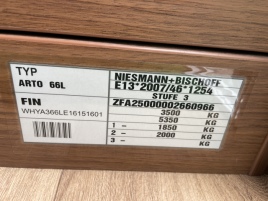 TYP
ARTO 66L
FIN
WHYA366LE16151601
NIESMANN+BISCHOFF
E13*2007/46*1254
STUFE 3
ZFA25000002660966
3500 KG
5350 KG
1 - 1850 KG
2 - 2000 KG
3 - KG